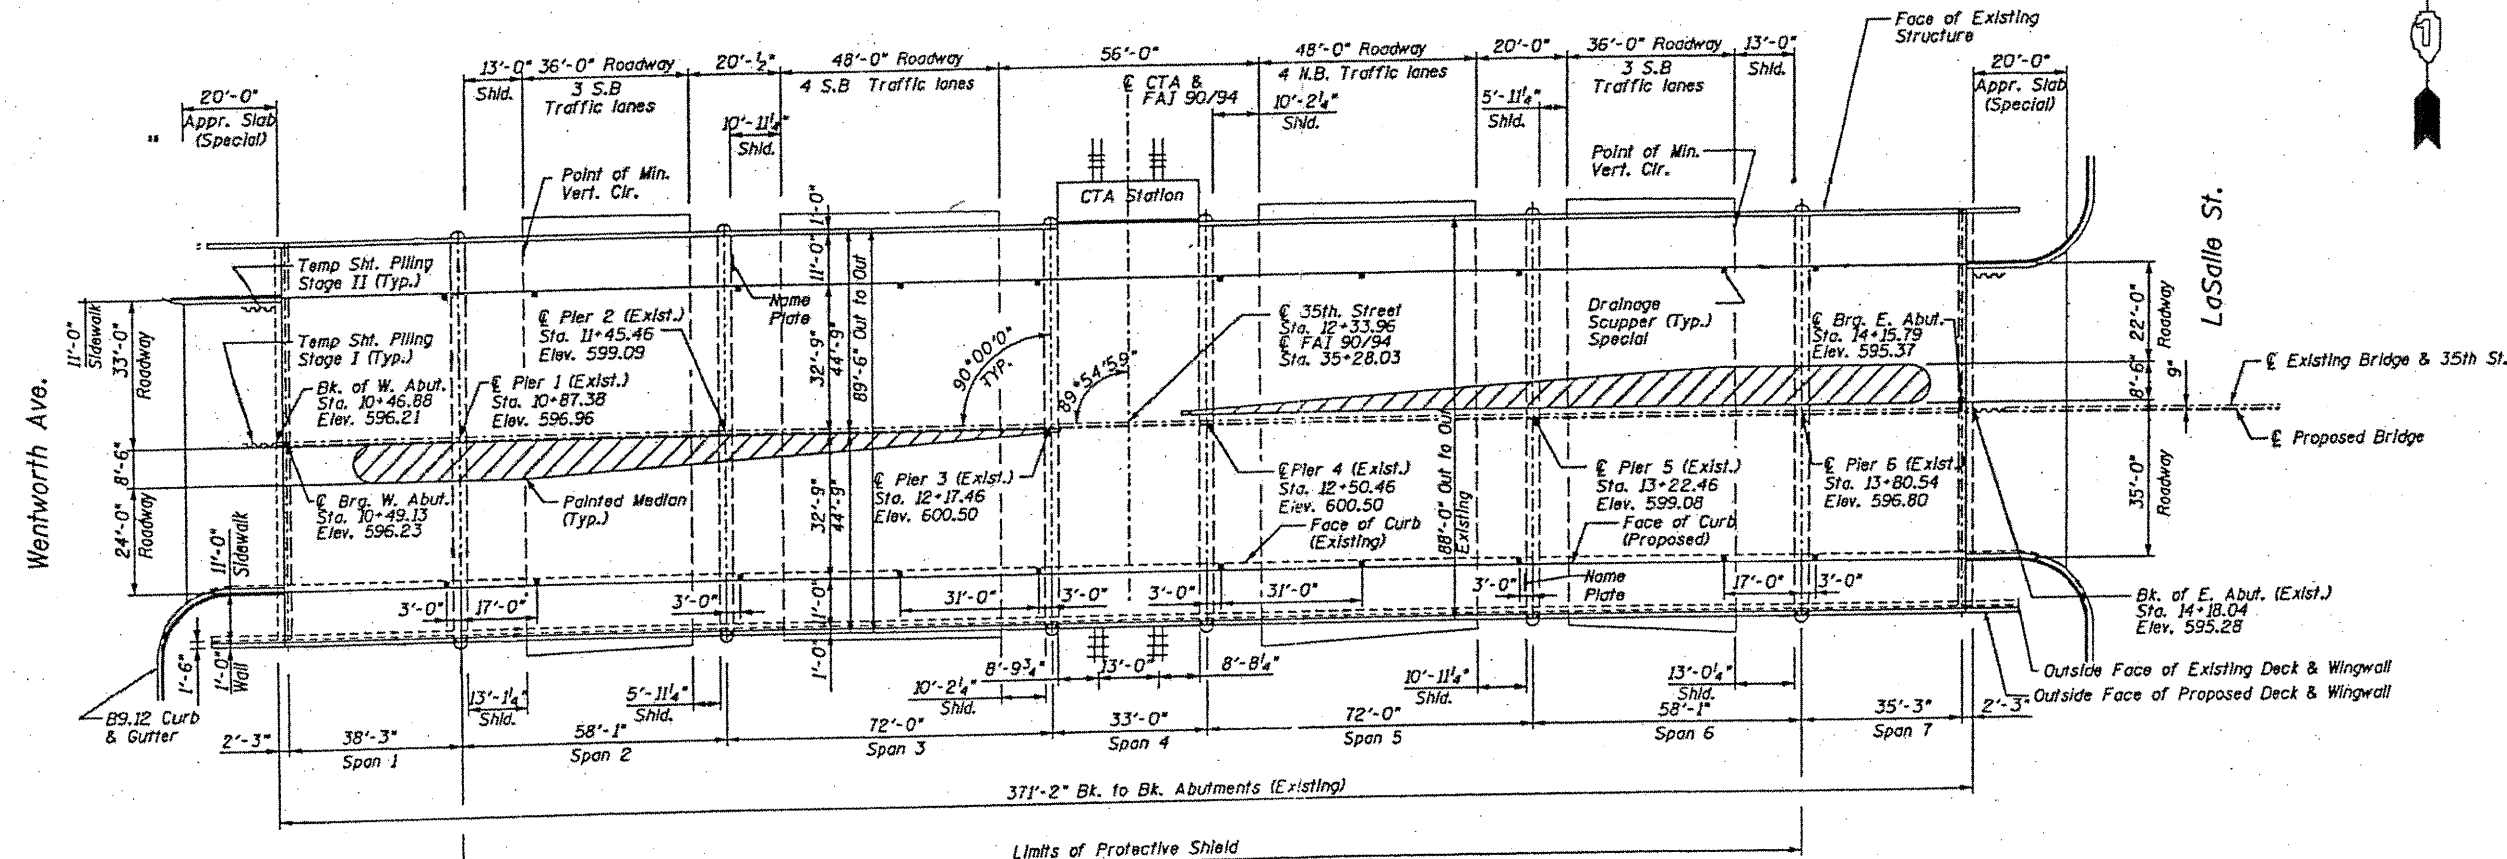 Face of Existing
Structure
13'-0"
36'-0" Roadway
20'-½"
48'-0" Roadway
56'-0"
48'-0" Roadway
20'-0"
36'-0" Roadway
13'-0"
Shld.
3 S.B
Traffic lanes
4 S.B Traffic lanes
℄ CTA &
FAI 90/94
4 N.B. Traffic lanes
3 S.B
Traffic lanes
Shld.
20'-0"
Appr. Slab
(Special)
10'-11¼"
Shld.
10'-2¼"
Shld.
5'-11¼"
Shld.
20'-0"
Appr. Slab
(Special)
Point of Min.
Vert. Clr.
CTA Station
Point of Min.
Vert. Clr.
LaSalle St.
Wentworth Ave.
Temp Sht. Piling
Stage II (Typ.)
Temp Sht. Piling
Stage I (Typ.)
11'-0"
Sidewalk
33'-0"
Roadway
8'-6"
24'-0"
Roadway
11'-0"
Sidewalk
Bk. of W. Abut.
Sta. 10+46.88
Elev. 596.21
℄ Pier 1 (Exist.)
Sta. 10+87.38
Elev. 596.96
℄ Pier 2 (Exist.)
Sta. 11+45.46
Elev. 599.09
Name
Plate
1'-0"
11'-0"
32'-9"
44'-9"
89'-6" Out to Out
90°00'0"
TYP.
89°54'59"
℄ 35th. Street
Sta. 12+33.96
℄ FAI 90/94
Sta. 35+28.03
Drainage
Scupper (Typ.)
Special
℄ Brg. E. Abut.
Sta. 14+15.79
Elev. 595.37
22'-0"
Roadway
8'-6"
9"
℄ Existing Bridge & 35th St.
℄ Proposed Bridge
35'-0"
Roadway
℄ Brg. W. Abut.
Sta. 10+49.13
Elev. 596.23
Painted Median
(Typ.)
32'-9"
44'-9"
℄ Pier 3 (Exist.)
Sta. 12+17.46
Elev. 600.50
℄ Pier 4 (Exist.)
Sta. 12+50.46
Elev. 600.50
Face of Curb
(Existing)
88'-0" Out to Out
Existing
℄ Pier 5 (Exist.)
Sta. 13+22.46
Elev. 599.08
Face of Curb
(Proposed)
℄ Pier 6 (Exist.)
Sta. 13+80.54
Elev. 596.80
3'-0"
17'-0"
3'-0"
11'-0"
31'-0"
3'-0"
3'-0"
31'-0"
3'-0"
Name
Plate
17'-0"
3'-0"
Bk. of E. Abut. (Exist.)
Sta. 14+18.04
Elev. 595.28
1'-6"
1'-0"
Wall
1'-0"
8'-9¾"
13'-0"
8'-8¼"
Outside Face of Existing Deck & Wingwall
Outside Face of Proposed Deck & Wingwall
B9.12 Curb
& Gutter
13'-1¼"
Shld.
5'-11¼"
Shld.
10'-2¼"
Shld.
10'-11¼"
Shld.
13'-0¼"
Shld.
2'-3"
38'-3"
Span 1
58'-1"
Span 2
72'-0"
Span 3
33'-0"
Span 4
72'-0"
Span 5
58'-1"
Span 6
35'-3"
Span 7
2'-3"
371'-2" Bk. to Bk. Abutments (Existing)
Limits of Protective Shield